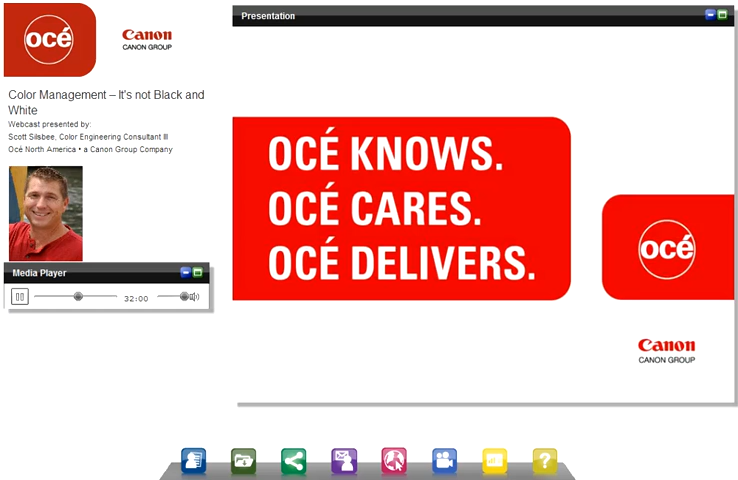 océ
Canon
CANON GROUP
Color Management – It's not Black and
White
Webcast presented by:
Scott Silsbee, Color Engineering Consultant III
Océ North America • a Canon Group Company
Media Player
32:00
Presentation
OCÉ KNOWS.
OCÉ CARES.
OCÉ DELIVERS.
océ
Canon
CANON GROUP
?